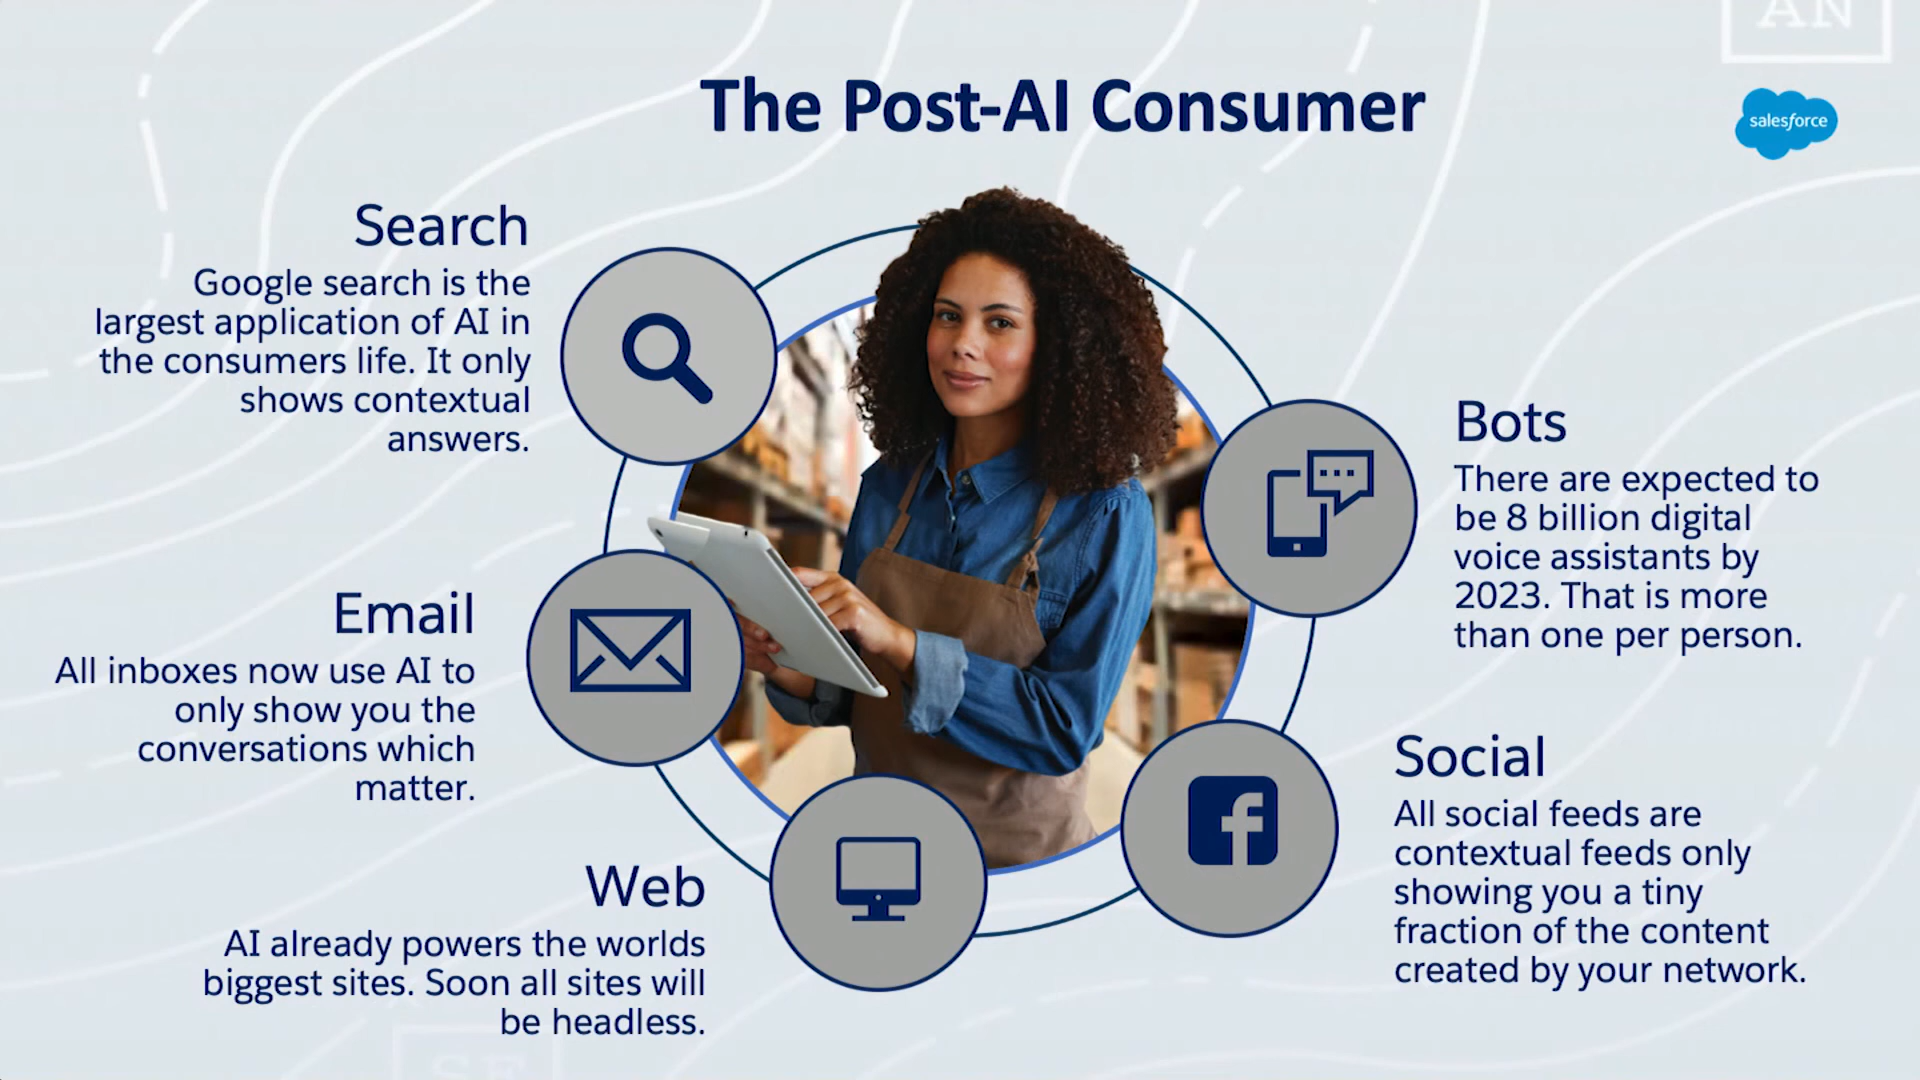 AN
The Post-AI Consumer
salesforce
Search
Google search is the
largest application of AI in
the consumers life. It only
shows contextual
answers.
Bots
There are expected to
be 8 billion digital
voice assistants by
2023. That is more
than one per person.
Email
All inboxes now use AI to
only show you the
conversations which
matter.
Social
All social feeds are
contextual feeds only
showing you a tiny
fraction of the content
created by your network.
Web
AI already powers the worlds
biggest sites. Soon all sites will
be headless.